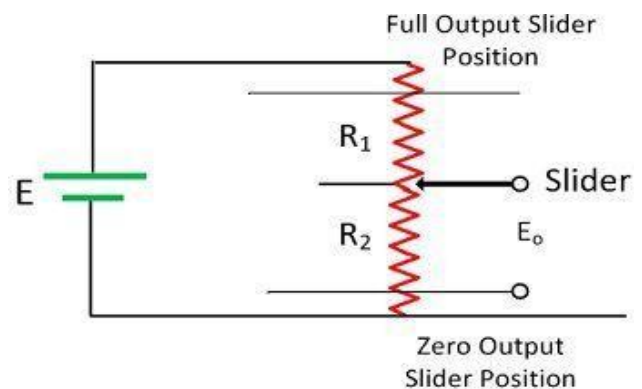 Full Output Slider
Position
R₁
E
Slider
R₂
Eₒ
Zero Output
Slider Position